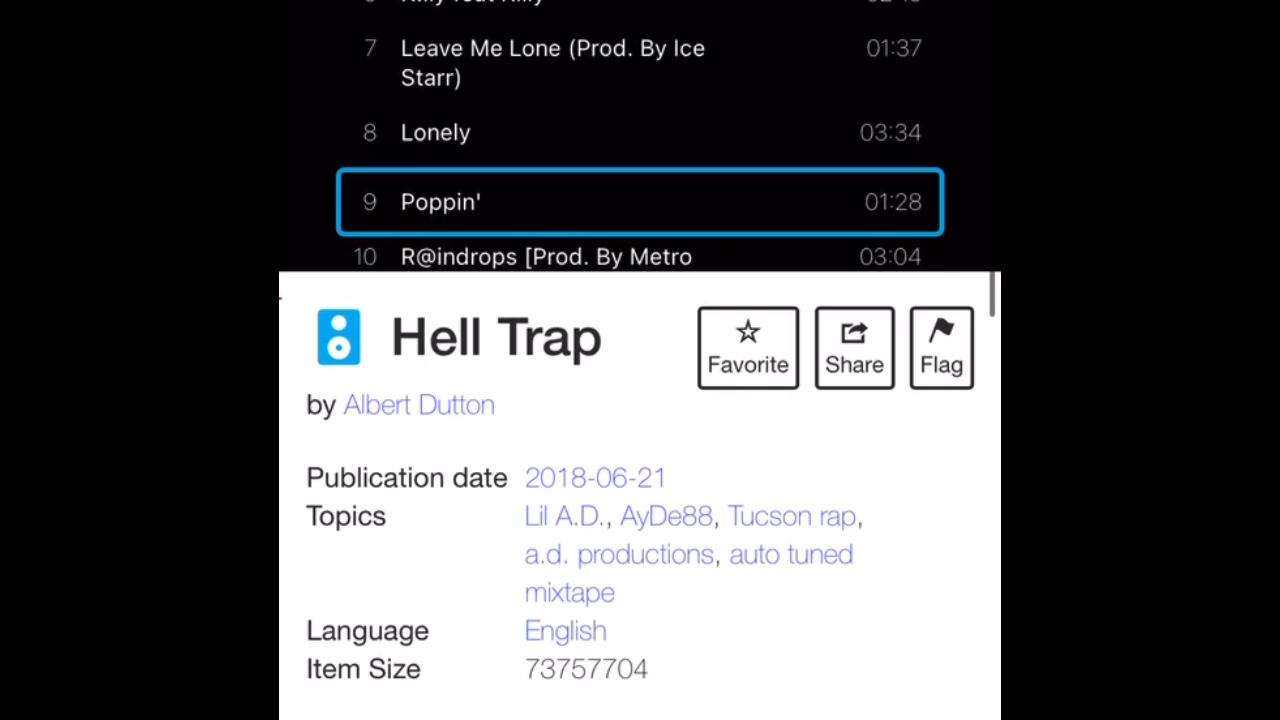 7 Leave Me Lone (Prod. By Ice 01:37
Starr)
8 Lonely 03:34
9 Poppin' 01:28
10 R@indrops [Prod. By Metro 03:04
Hell Trap
Favorite Share Flag
by Albert Dutton
Publication date 2018-06-21
Topics Lil A.D., AyDe88, Tucson rap,
a.d. productions, auto tuned
mixtape
Language English
Item Size 73757704